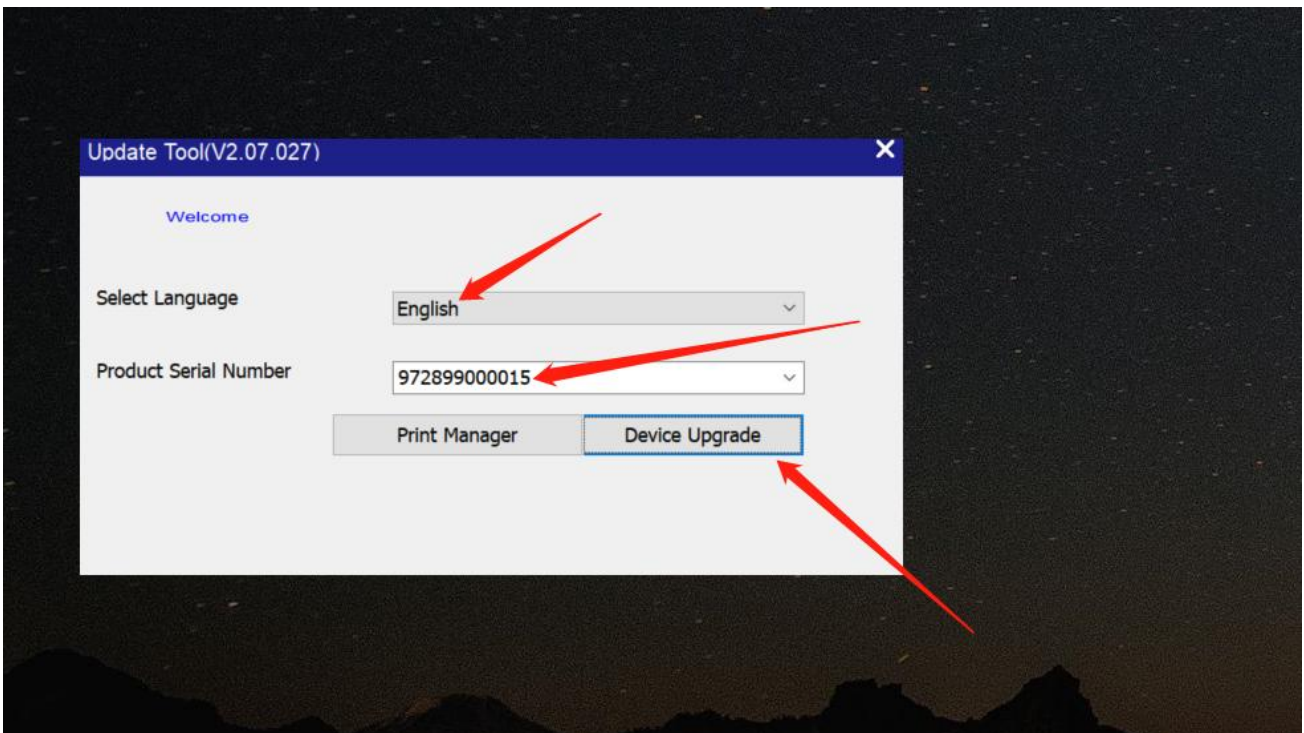 Update Tool(V2.07.027)
Welcome
Select Language
English
Product Serial Number
972899000015
Print Manager
Device Upgrade